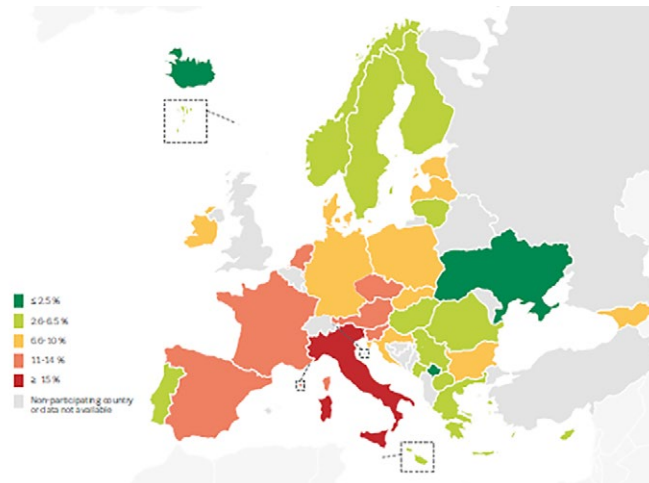 ≤ 2.5 %
2.6-6.5 %
6.6-10 %
11-14 %
≥ 15 %
Non-participating country
or data not available